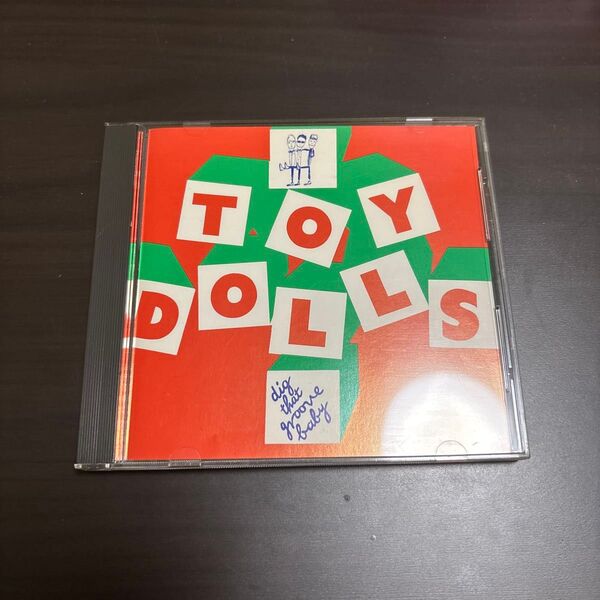 TOY
DOLLS
dig
that
groove
baby